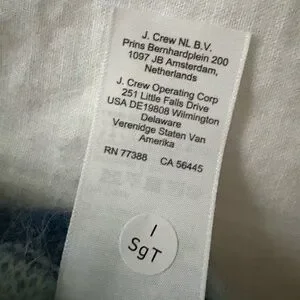 J. Crew NL B.V.
Prins Bernhardplein 200
1097 JB Amsterdam,
Netherlands
J. Crew Operating Corp
251 Little Falls Drive
USA DE19808 Wilmington
Delaware
Verenidge Staten Van
Amerika
RN 77388 CA 56445
I
SgT